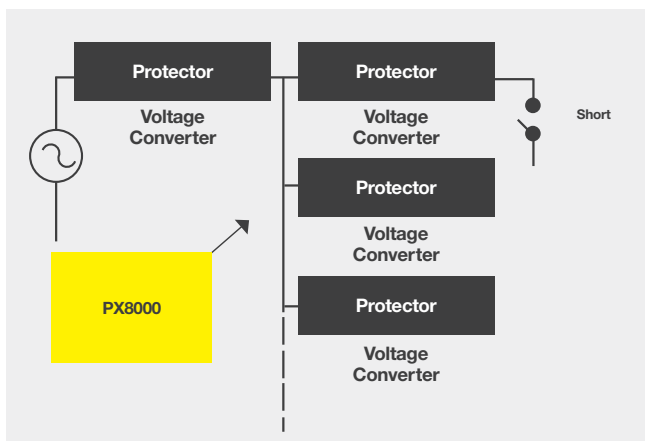 Protector
Voltage
Converter
Protector
Voltage
Converter
Short
Protector
Voltage
Converter
PX8000
Protector
Voltage
Converter